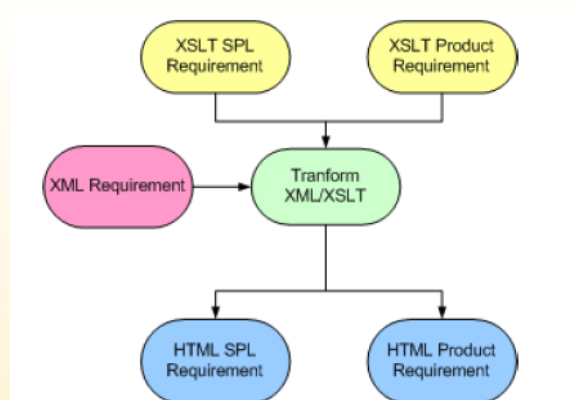 XSLT SPL
Requirement
XSLT Product
Requirement
XML Requirement
Tranform
XML/XSLT
HTML SPL
Requirement
HTML Product
Requirement